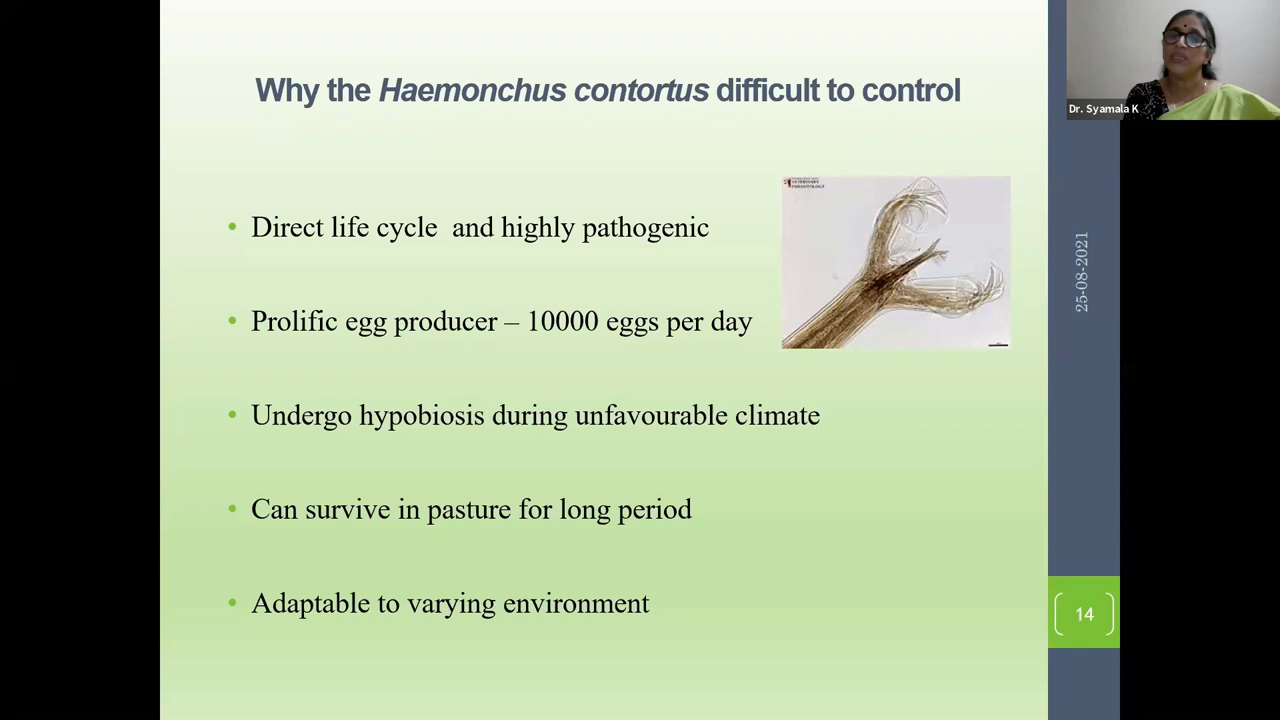 Why the Haemonchus contortus difficult to control
Dr. Syamala K
VETERINARY
PARASITOLOGY
• Direct life cycle and highly pathogenic
• Prolific egg producer – 10000 eggs per day
• Undergo hypobiosis during unfavourable climate
• Can survive in pasture for long period
• Adaptable to varying environment
25-08-2021
14